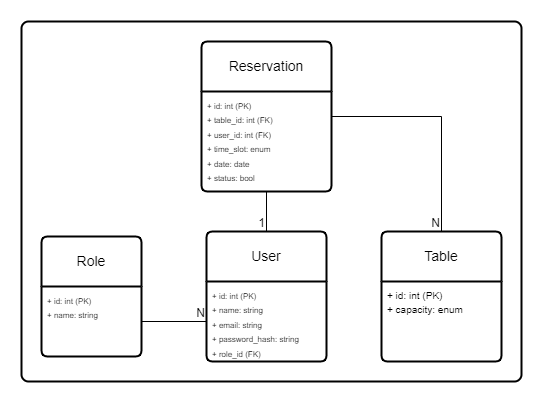 Reservation
+ id: int (PK)
+ table_id: int (FK)
+ user_id: int (FK)
+ time_slot: enum
+ date: date
+ status: bool
1
N
Role
+ id: int (PK)
+ name: string
N
User
+ id: int (PK)
+ name: string
+ email: string
+ password_hash: string
+ role_id (FK)
Table
+ id: int (PK)
+ capacity: enum